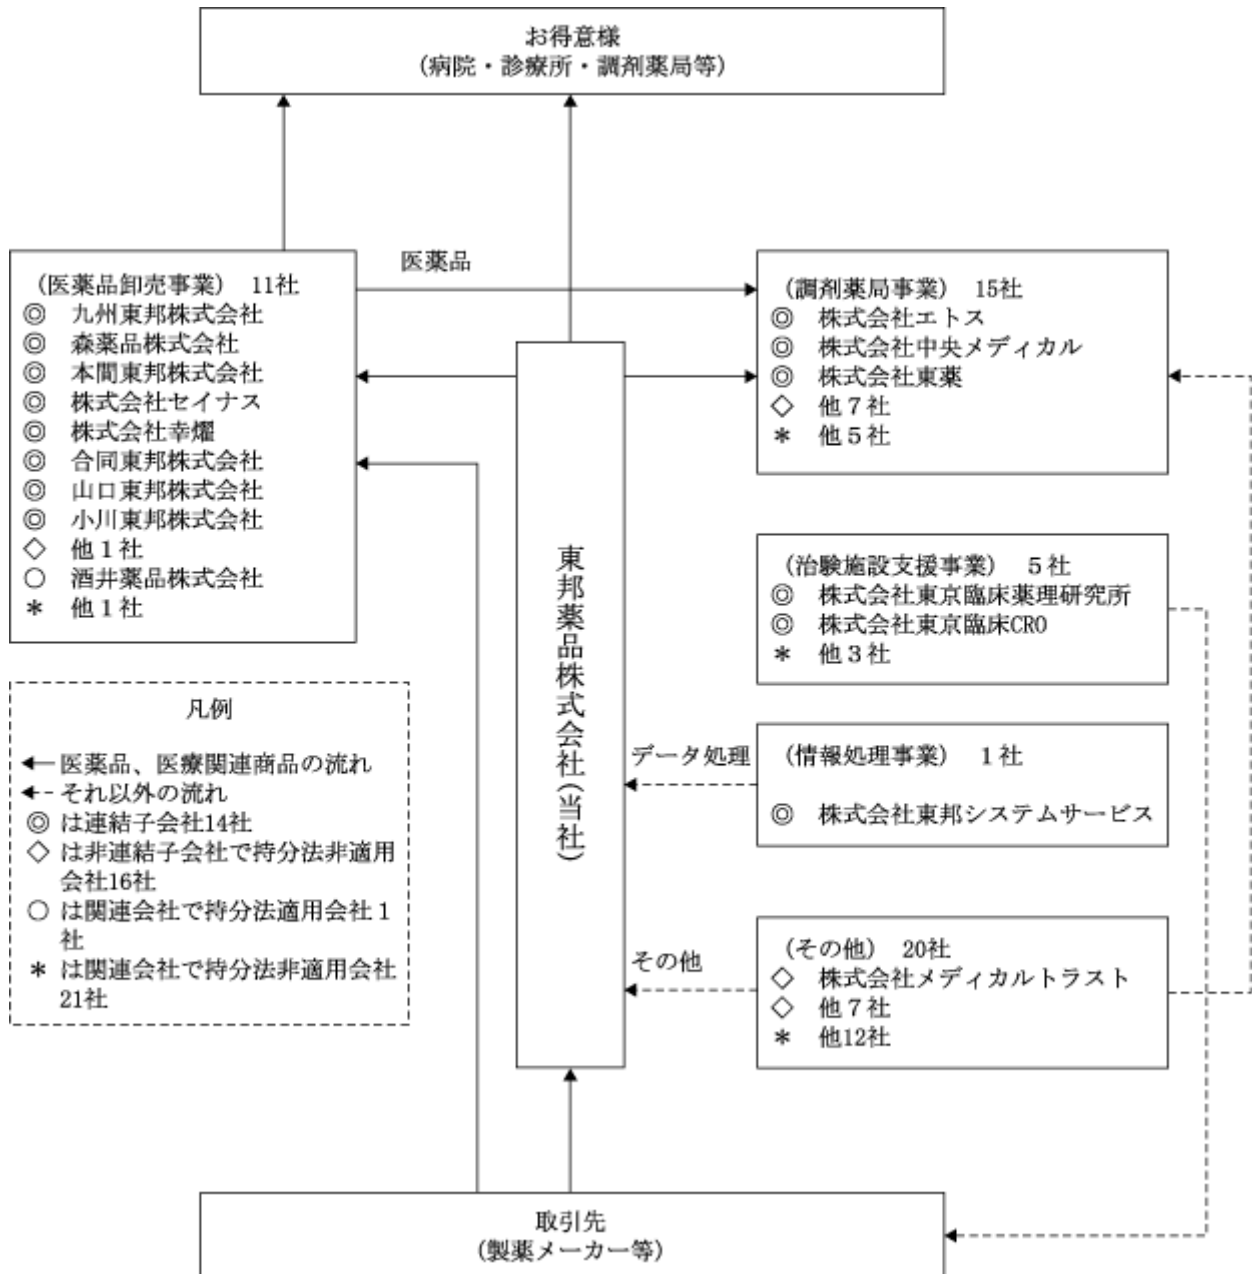 お得意様
(病院・診療所・調剤薬局等)
医薬品
(医薬品卸売事業) 11社
◎ 九州東邦株式会社
◎ 森薬品株式会社
◎ 本間東邦株式会社
◎ 株式会社セイナス
◎ 株式会社幸燿
◎ 合同東邦株式会社
◎ 山口東邦株式会社
◎ 小川東邦株式会社
◇ 他１社
○ 酒井薬品株式会社
* 他１社
(調剤薬局事業) 15社
◎ 株式会社エトス
◎ 株式会社中央メディカル
◎ 株式会社東薬
◇ 他７社
* 他５社
東邦薬品株式会社(当社)
(治験施設支援事業) ５社
◎ 株式会社東京臨床薬理研究所
◎ 株式会社東京臨床CRO
* 他３社
凡例
←医薬品、医療関連商品の流れ
←--それ以外の流れ
◎ は連結子会社14社
◇ は非連結子会社で持分法非適用
会社16社
○ は関連会社で持分法適用会社１
社
* は関連会社で持分法非適用会社
21社
データ処理
(情報処理事業) １社
◎ 株式会社東邦システムサービス
その他
(その他) 20社
◇ 株式会社メディカルトラスト
◇ 他７社
* 他12社
取引先
(製薬メーカー等)